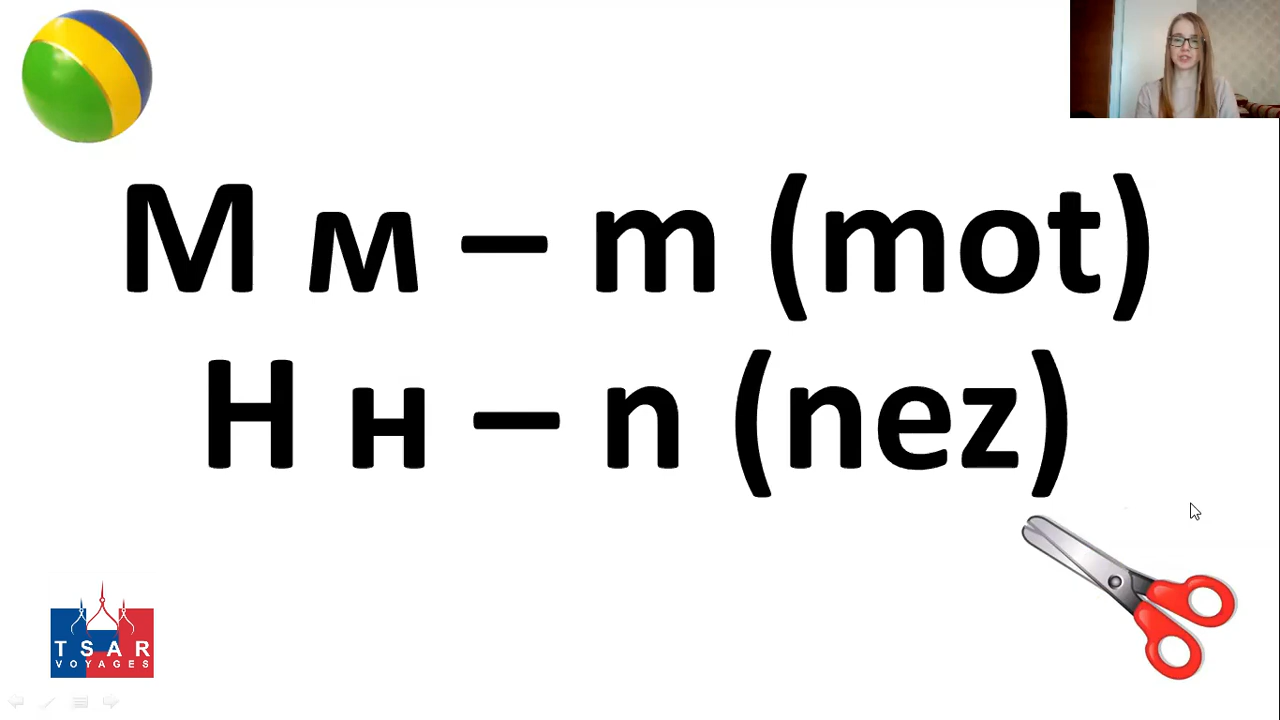 М м – m (mot)
Н н – n (nez)
TSAR
VOYAGES